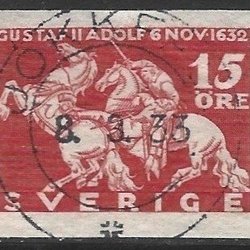 GUSTAF II ADOLF 6 NOV · 1632
15
ÖRE
8. 3. 33
SVERIGE